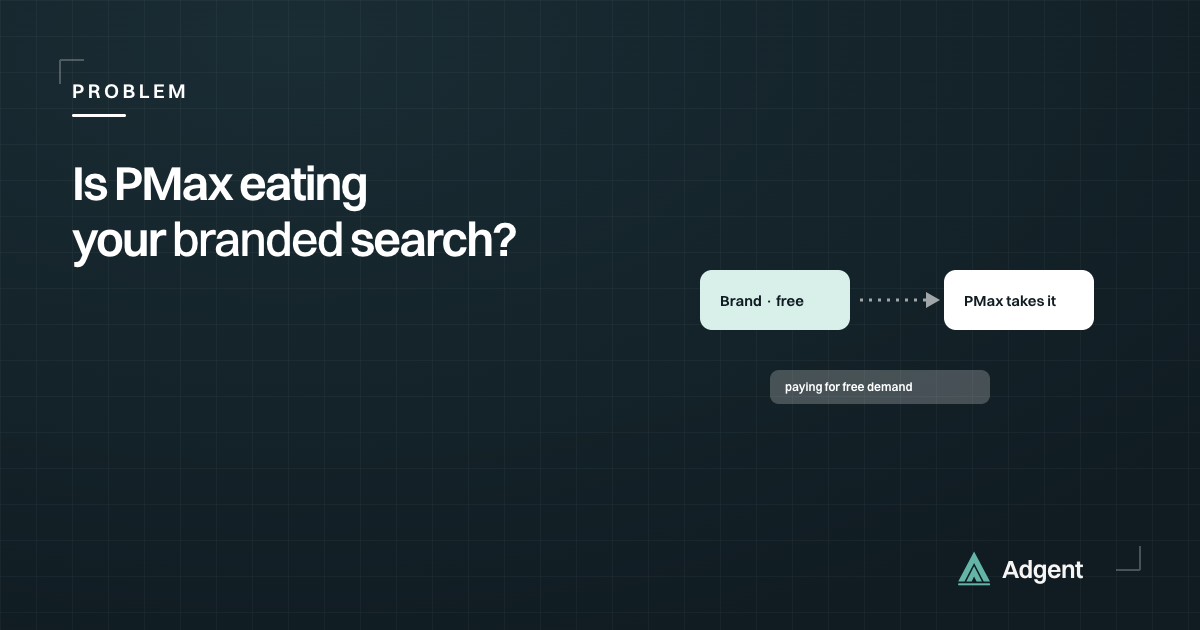 PROBLEM
Is PMax eating
your branded search?
Brand · free
PMax takes it
paying for free demand
Adgent